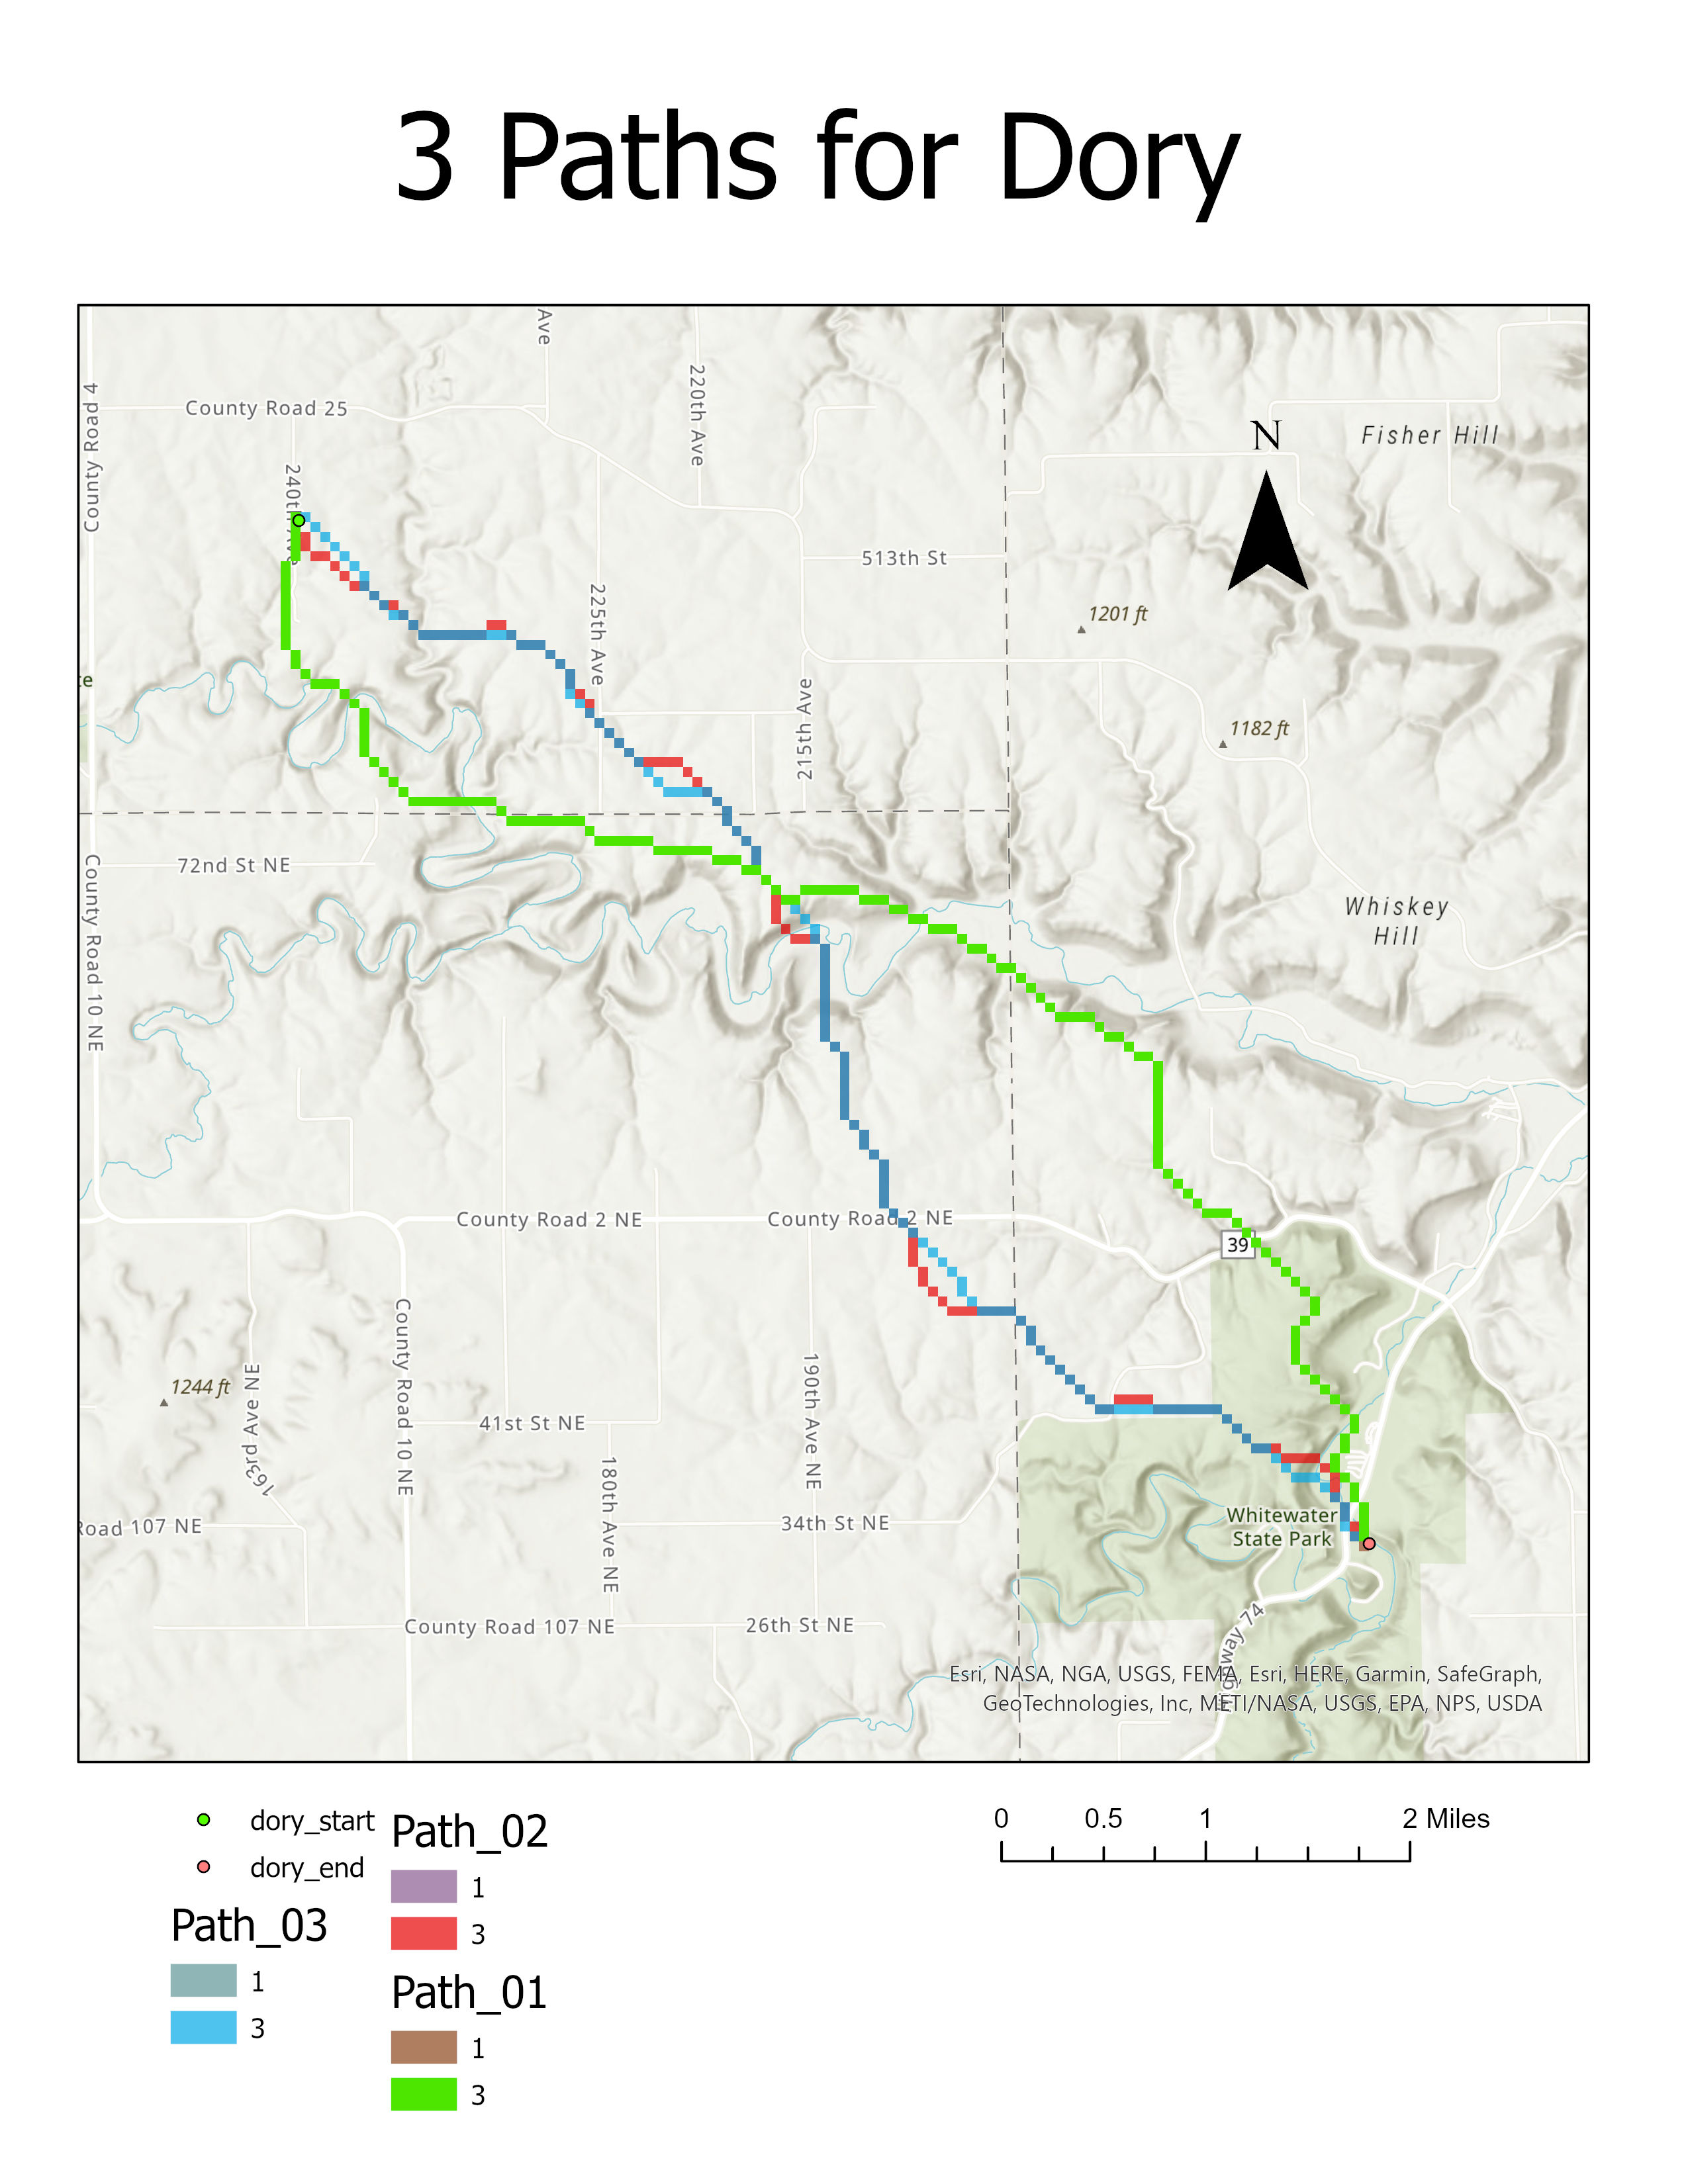 3 Paths for Dory
Ave
220th Ave
County Road 4
County Road 25
N
Fisher Hill
240th Ave
513th St
225th Ave
1201 ft
te
215th Ave
1182 ft
72nd St NE
County Road 10 NE
Whiskey
Hill
County Road 2 NE
County Road 2 NE
39
1244 ft
163rd Ave NE
County Road 10 NE
41st St NE
190th Ave NE
180th Ave NE
Road 107 NE
34th St NE
Whitewater
State Park
County Road 107 NE
26th St NE
Highway 74
Esri, NASA, NGA, USGS, FEMA, Esri, HERE, Garmin, SafeGraph,
GeoTechnologies, Inc, METI/NASA, USGS, EPA, NPS, USDA
dory_start
dory_end
Path_03
1
3
Path_02
1
3
Path_01
1
3
0 0.5 1 2 Miles